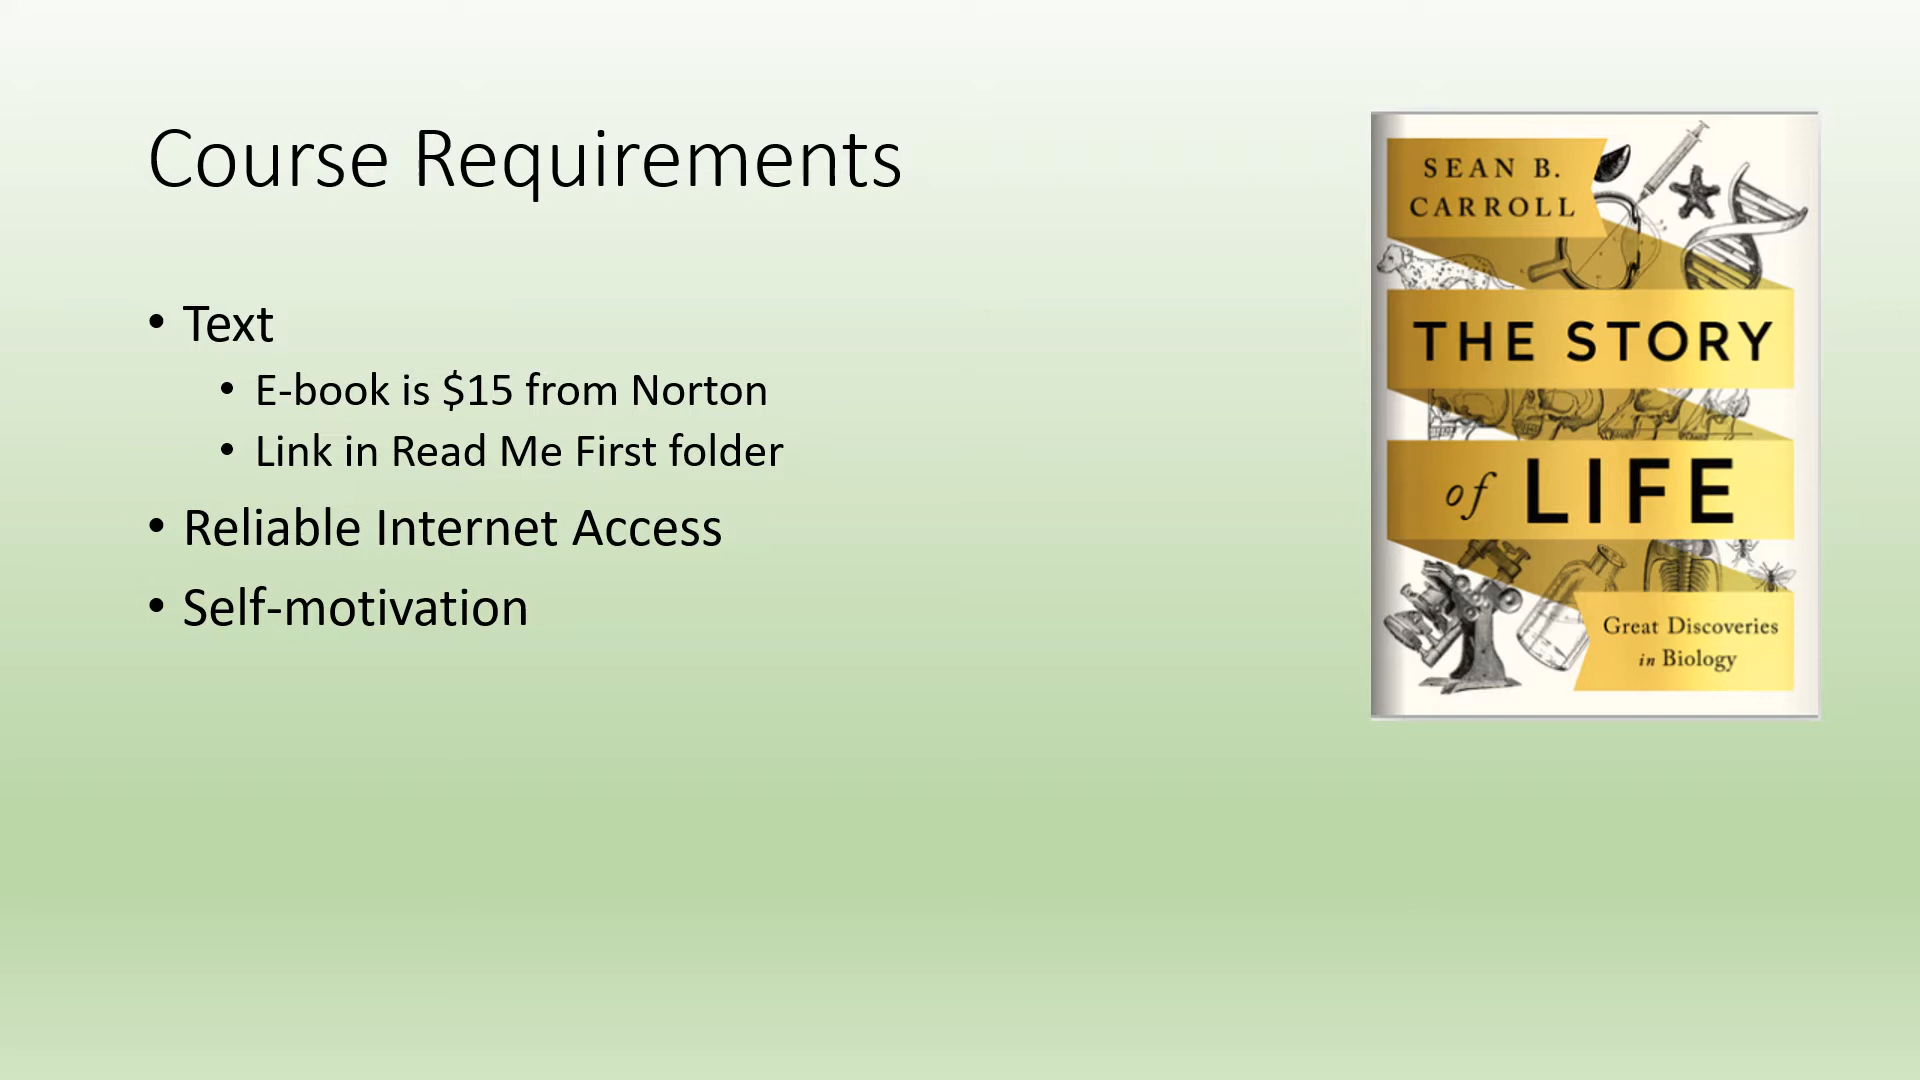 Course Requirements
• Text
• E-book is $15 from Norton
• Link in Read Me First folder
• Reliable Internet Access
• Self-motivation
SEAN B.
CARROLL
THE STORY
of LIFE
Great Discoveries
in Biology